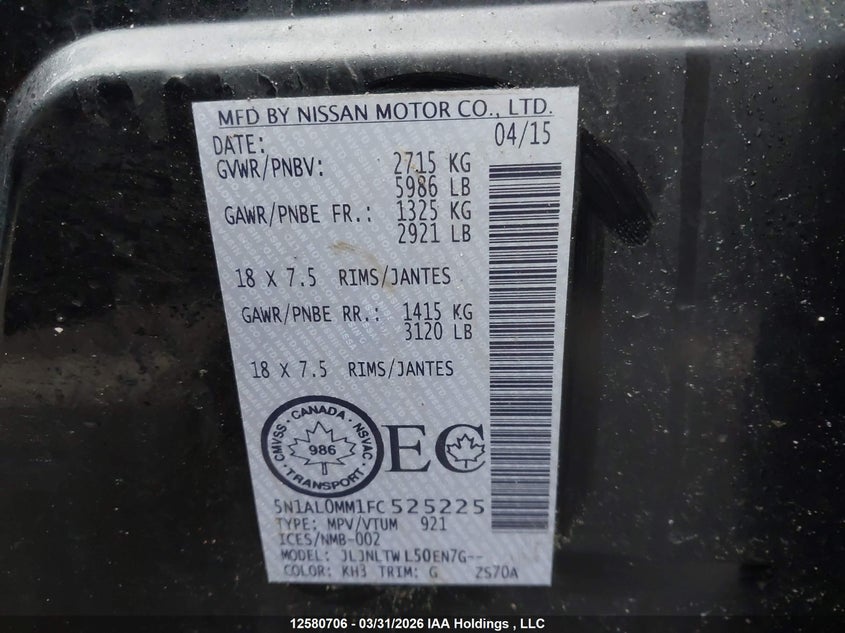 MFD BY NISSAN MOTOR CO., LTD.
DATE: 04/15
GVWR/PNBV: 2715 KG
5986 LB
GAWR/PNBE FR.: 1325 KG
2921 LB
18 X 7.5 RIMS/JANTES
GAWR/PNBE RR.: 1415 KG
3120 LB
18 X 7.5 RIMS/JANTES
CANADA
CMVSS · NSVAC
986
TRANSPORT
EC
5N1AL0MM1FC525225
TYPE: MPV/VTUM 921
ICES/NMB-002
MODEL: JLJNLTWL50EN7G--
COLOR: KH3 TRIM: G ZS70A
12580706 - 03/31/2026 IAA Holdings , LLC